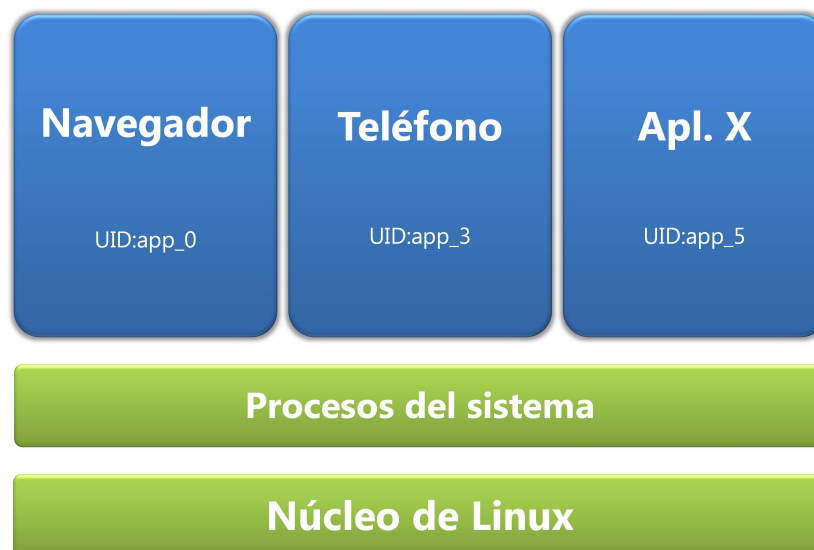 Navegador
Teléfono
Apl. X
UID:app_0
UID:app_3
UID:app_5
Procesos del sistema
Núcleo de Linux